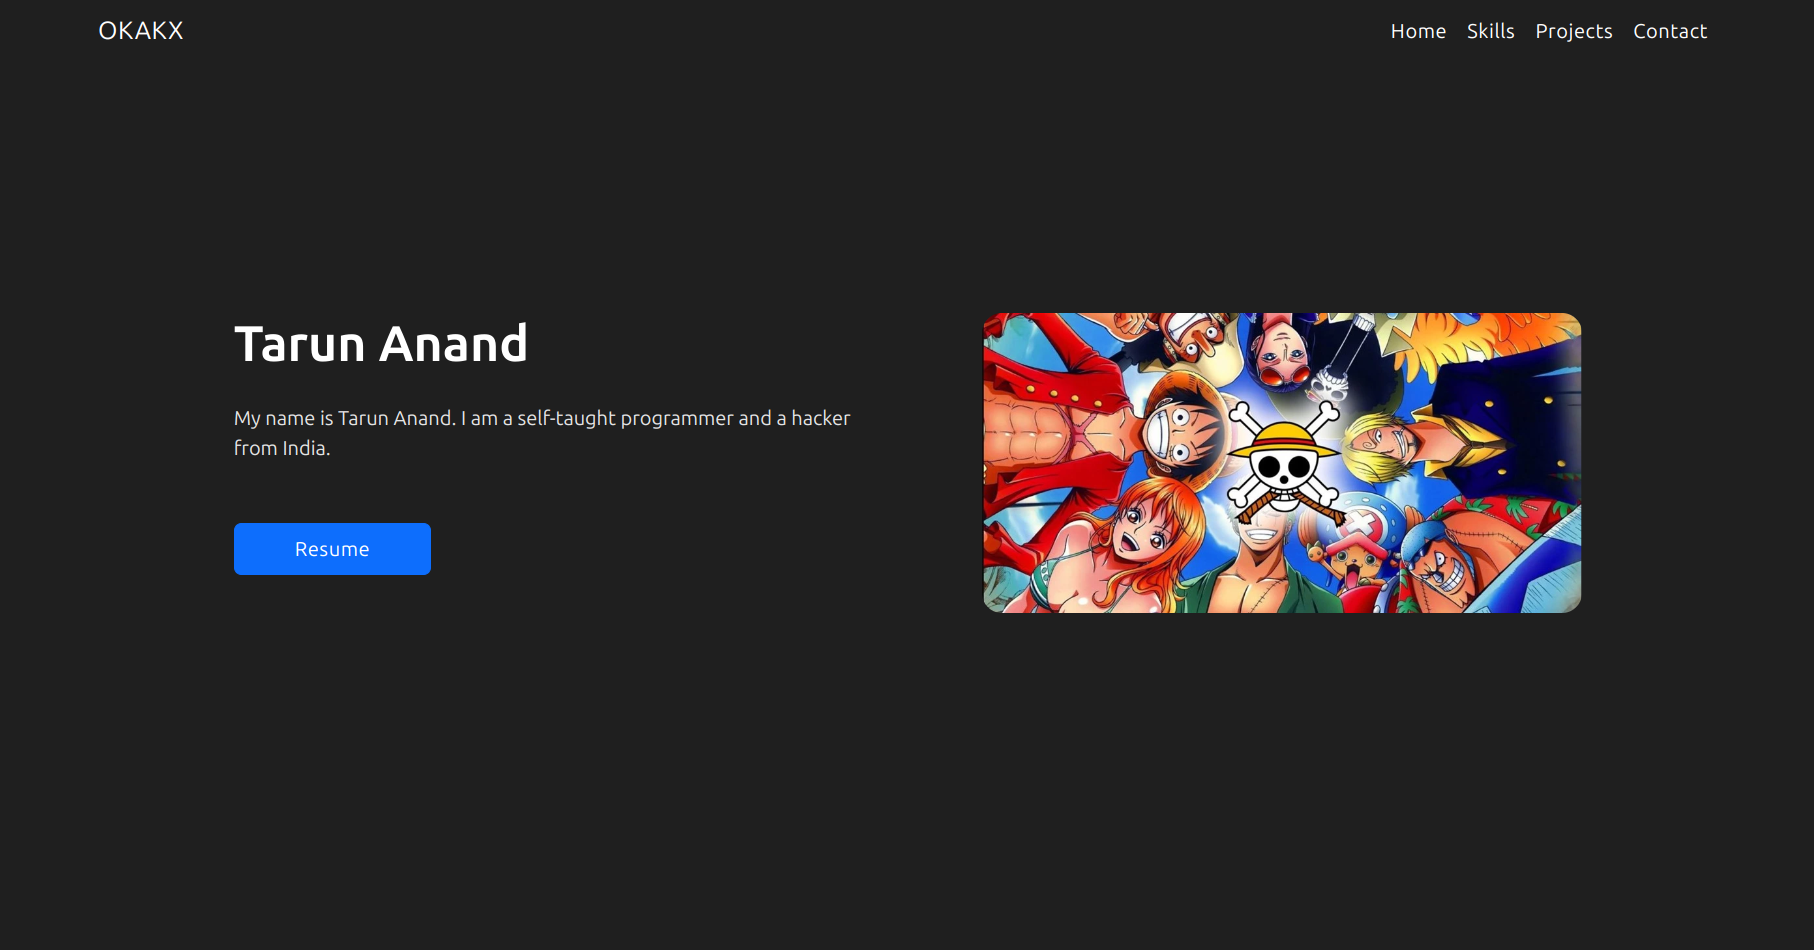 OKAKX
Home Skills Projects Contact
Tarun Anand
My name is Tarun Anand. I am a self-taught programmer and a hacker
from India.
Resume